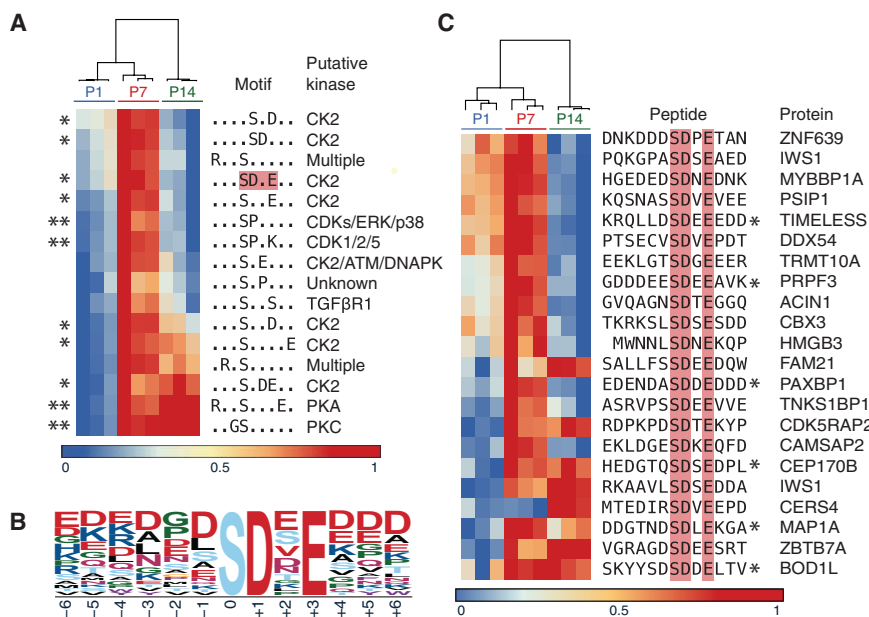 A
P1 P7 P14 Motif Putative kinase
* ....S.D.. CK2
* ....SD... CK2
R..S..... Multiple
* ...SD.E.. CK2
* ...S..E.. CK2
** ...SP.... CDKs/ERK/p38
** ...SP.K.. CDK1/2/5
...S.E... CK2/ATM/DNAPK
...S.P... Unknown
...S..S.. TGFβR1
* ...S..D.. CK2
* ...S....E CK2
.R.S..... Multiple
* ...S.DE.. CK2
** R..S...E. PKA
** ..GS..... PKC
0 0.5 1
B
S D E
-6 -5 -4 -3 -2 -1 0 +1 +2 +3 +4 +5 +6
C
P1 P7 P14 Peptide Protein
DNKDDDSDPETAN ZNF639
PQKGPASDSEAED IWS1
HGEDEDSDNEDNK MYBBP1A
KQSNASSDVEVEE PSIP1
KRQLLDSDEEEDD * TIMELESS
PTSECVSDVEPDT DDX54
EEKLGTSDGEEER TRMT10A
GDDDEESDEEAVK * PRPF3
GVQAGNSDTEGGQ ACIN1
TKRKSLSDSESDD CBX3
MWNNLSDNEKQP HMGB3
SALLFSSDEEDQW FAM21
EDENDASDDEDDD * PAXBP1
ASRVPSSDEEVVE TNKS1BP1
RDPKPDSDTEKYP CDK5RAP2
EKLDGESDKEQFD CAMSAP2
HEDGTQSDSEDPL * CEP170B
RKAAVLSDSEDDA IWS1
MTEDIRSDVEEPD CERS4
DDGTNDSDLEKGA * MAP1A
VGRAGDSDEESRT ZBTB7A
SKYYSDSDDELTV * BOD1L
0 0.5 1